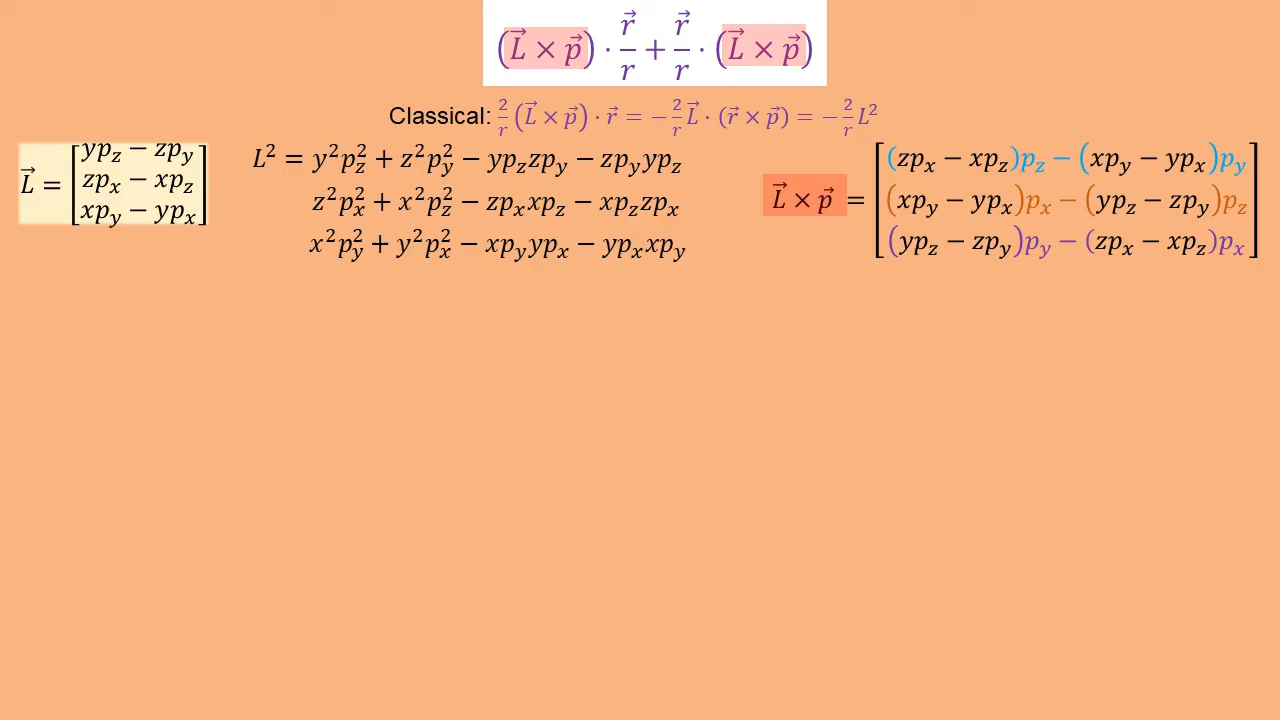 (L⃗ × p⃗) · r⃗/r + r⃗/r · (L⃗ × p⃗)
Classical: 2/r (L⃗ × p⃗) · r⃗ = −2/r L⃗ · (r⃗ × p⃗) = −2/r L²
L⃗ = [yp_z − zp_y
zp_x − xp_z
xp_y − yp_x]
L² = y²p_z² + z²p_y² − yp_z zp_y − zp_y yp_z
z²p_x² + x²p_z² − zp_x xp_z − xp_z zp_x
x²p_y² + y²p_x² − xp_y yp_x − yp_x xp_y
L⃗ × p⃗ = [(zp_x − xp_z)p_z − (xp_y − yp_x)p_y
(xp_y − yp_x)p_x − (yp_z − zp_y)p_z
(yp_z − zp_y)p_y − (zp_x − xp_z)p_x]